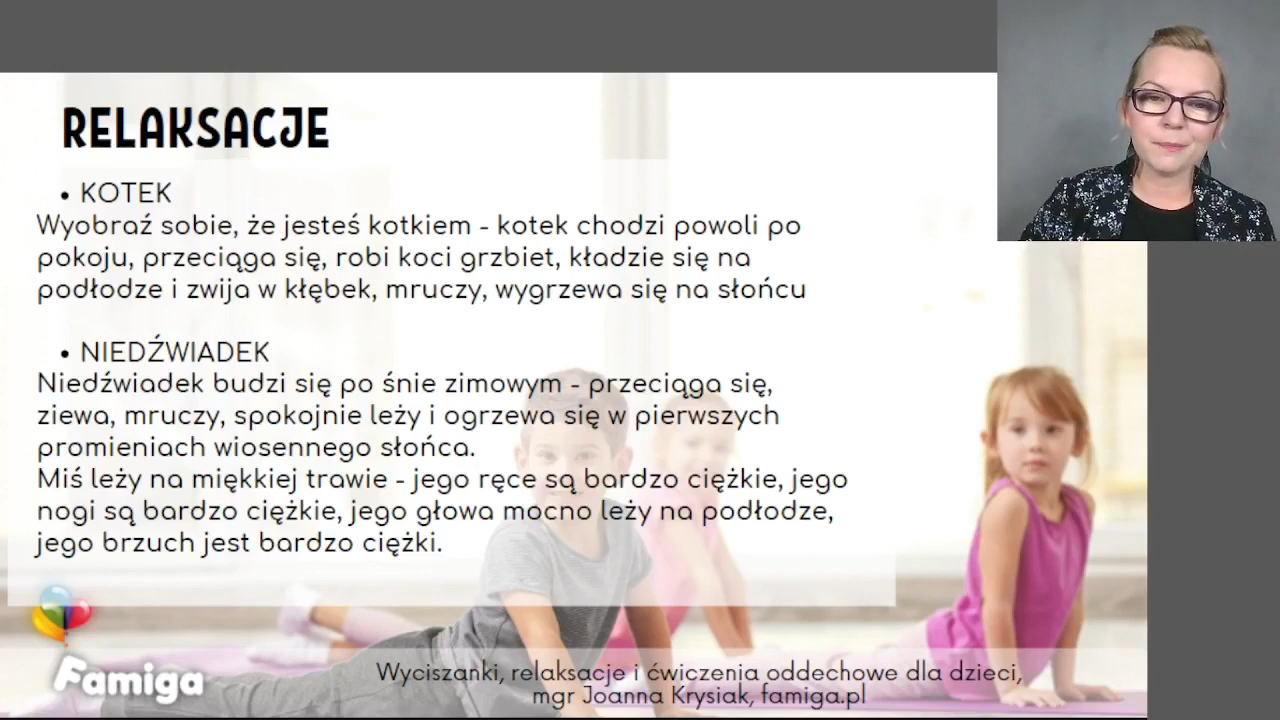 RELAKSACJE
• KOTEK
Wyobraź sobie, że jesteś kotkiem - kotek chodzi powoli po
pokoju, przeciąga się, robi koci grzbiet, kładzie się na
podłodze i zwija w kłębek, mruczy, wygrzewa się na słońcu
• NIEDŹWIADEK
Niedźwiadek budzi się po śnie zimowym - przeciąga się,
ziewa, mruczy, spokojnie leży i ogrzewa się w pierwszych
promieniach wiosennego słońca.
Miś leży na miękkiej trawie - jego ręce są bardzo ciężkie, jego
nogi są bardzo ciężkie, jego głowa mocno leży na podłodze,
jego brzuch jest bardzo ciężki.
Famiga
Wyciszanki, relaksacje i ćwiczenia oddechowe dla dzieci,
mgr Joanna Krysiak, famiga.pl